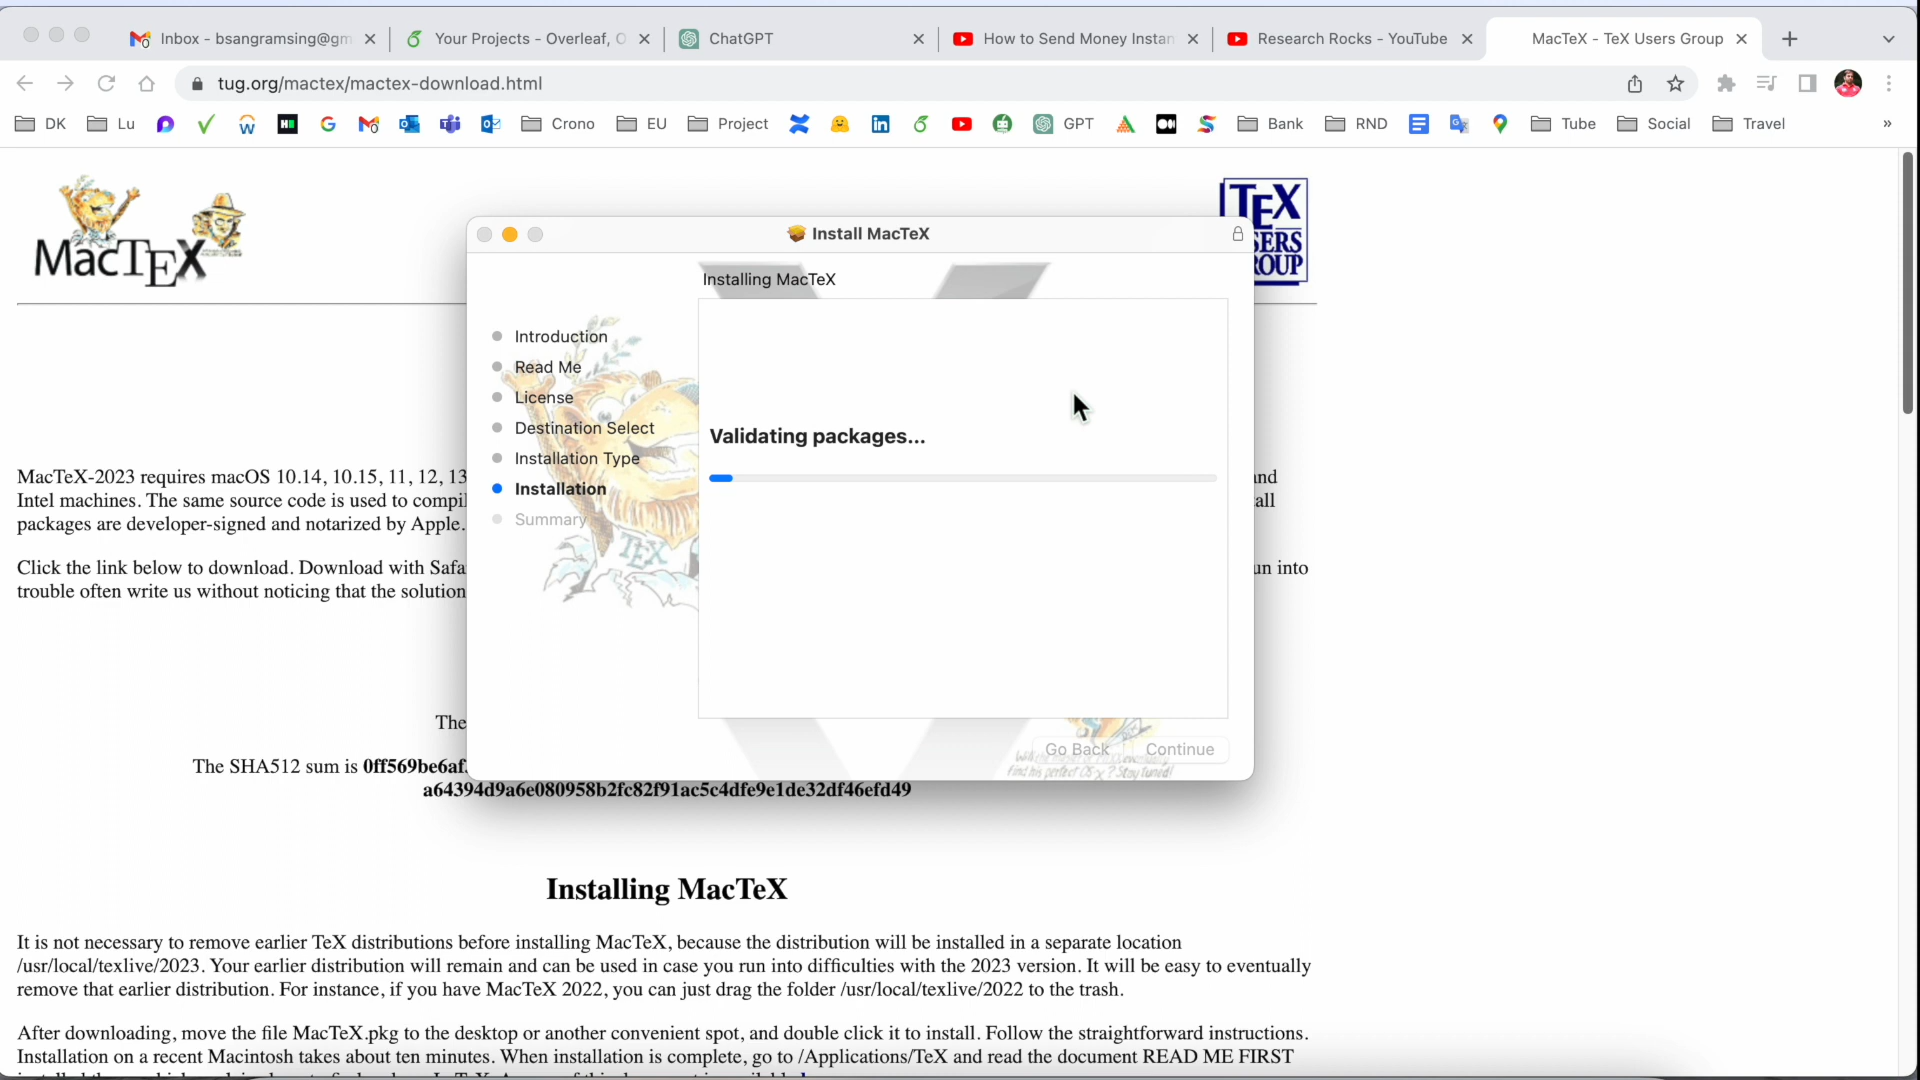 Inbox - bsangramsing@gm
Your Projects - Overleaf, O
ChatGPT
How to Send Money Instan
Research Rocks - YouTube
MacTeX - TeX Users Group
tug.org/mactex/mactex-download.html
DK
Lu
Crono
EU
Project
GPT
Bank
RND
Tube
Social
Travel
»
MacTEX
TEX
USERS
GROUP
Install MacTeX
Installing MacTeX
Introduction
Read Me
License
Destination Select
Installation Type
Installation
Summary
Validating packages...
Go Back
Continue
MacTeX-2023 requires macOS 10.14, 10.15, 11, 12, 13
Intel machines. The same source code is used to compil
all
packages are developer-signed and notarized by Apple.
Click the link below to download. Download with Safa
un into
trouble often write us without noticing that the solution
The
The SHA512 sum is 0ff569be6af
a64394d9a6e080958b2fc82f91ac5c4dfe9e1de32df46efd49
Installing MacTeX
It is not necessary to remove earlier TeX distributions before installing MacTeX, because the distribution will be installed in a separate location
/usr/local/texlive/2023. Your earlier distribution will remain and can be used in case you run into difficulties with the 2023 version. It will be easy to eventually
remove that earlier distribution. For instance, if you have MacTeX 2022, you can just drag the folder /usr/local/texlive/2022 to the trash.
After downloading, move the file MacTeX.pkg to the desktop or another convenient spot, and double click it to install. Follow the straightforward instructions.
Installation on a recent Macintosh takes about ten minutes. When installation is complete, go to /Applications/TeX and read the document READ ME FIRST